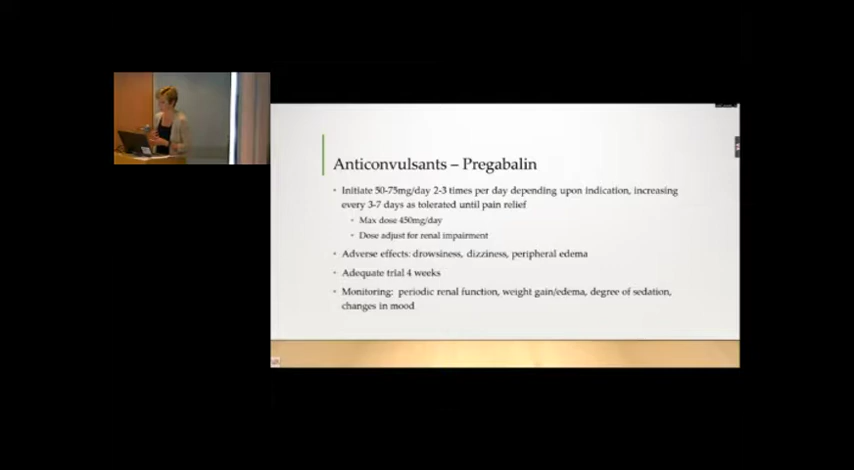 Anticonvulsants – Pregabalin
• Initiate 50-75mg/day 2-3 times per day depending upon indication, increasing
every 3-7 days as tolerated until pain relief
• Max dose 450mg/day
• Dose adjust for renal impairment
• Adverse effects: drowsiness, dizziness, peripheral edema
• Adequate trial 4 weeks
• Monitoring: periodic renal function, weight gain/edema, degree of sedation,
changes in mood